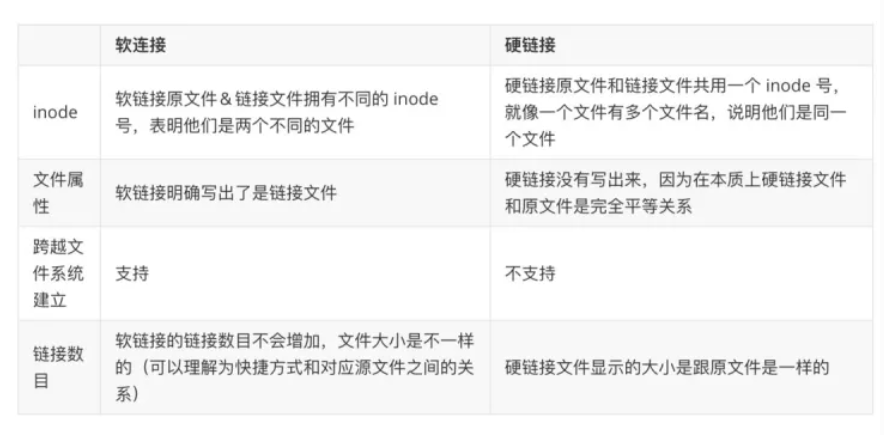 软连接 硬链接
inode
软链接原文件＆链接文件拥有不同的 inode
号，表明他们是两个不同的文件
硬链接原文件和链接文件共用一个 inode 号，
就像一个文件有多个文件名，说明他们是同一
个文件
文件属
性
软链接明确写出了是链接文件
硬链接没有写出来，因为在本质上硬链接文件
和原文件是完全平等关系
跨越文
件系统
建立
支持
不支持
链接数
目
软链接的链接数目不会增加，文件大小是不一样
的（可以理解为快捷方式和对应源文件之间的关
系）
硬链接文件显示的大小是跟原文件是一样的